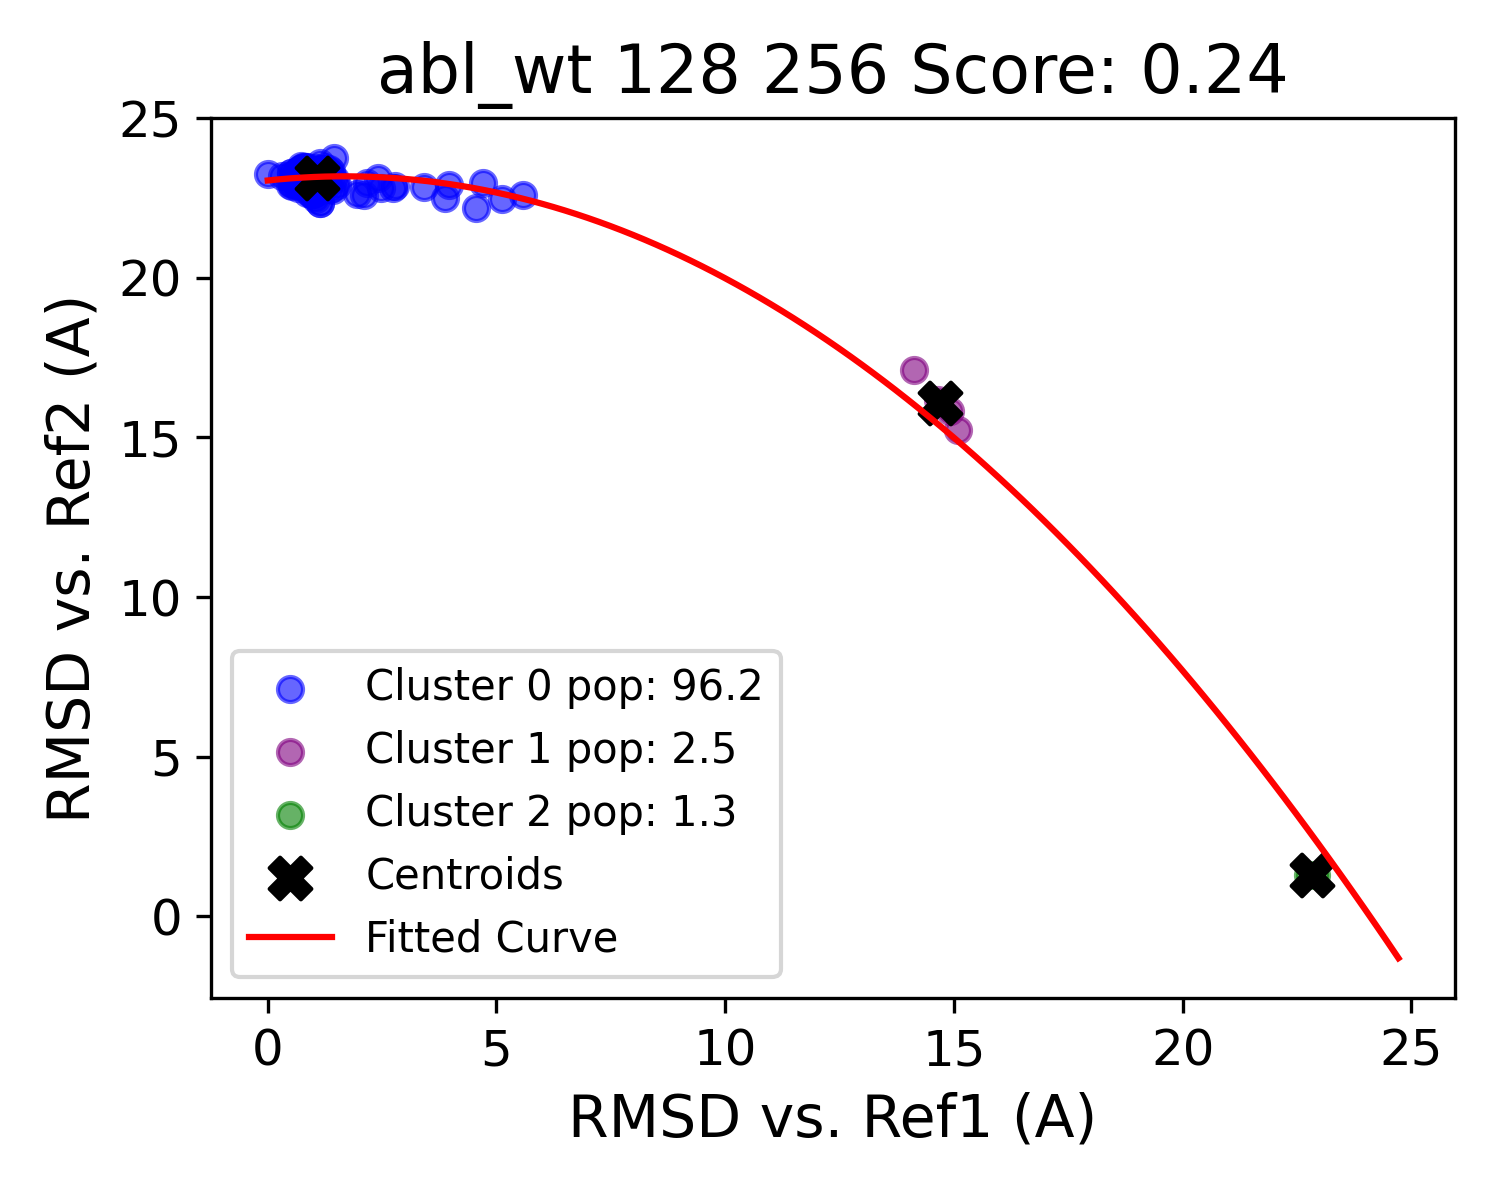 abl_wt 128 256 Score: 0.24
RMSD vs. Ref2 (A)
25
20
15
10
5
0
Cluster 0 pop: 96.2
Cluster 1 pop: 2.5
Cluster 2 pop: 1.3
Centroids
Fitted Curve
0 5 10 15 20 25
RMSD vs. Ref1 (A)